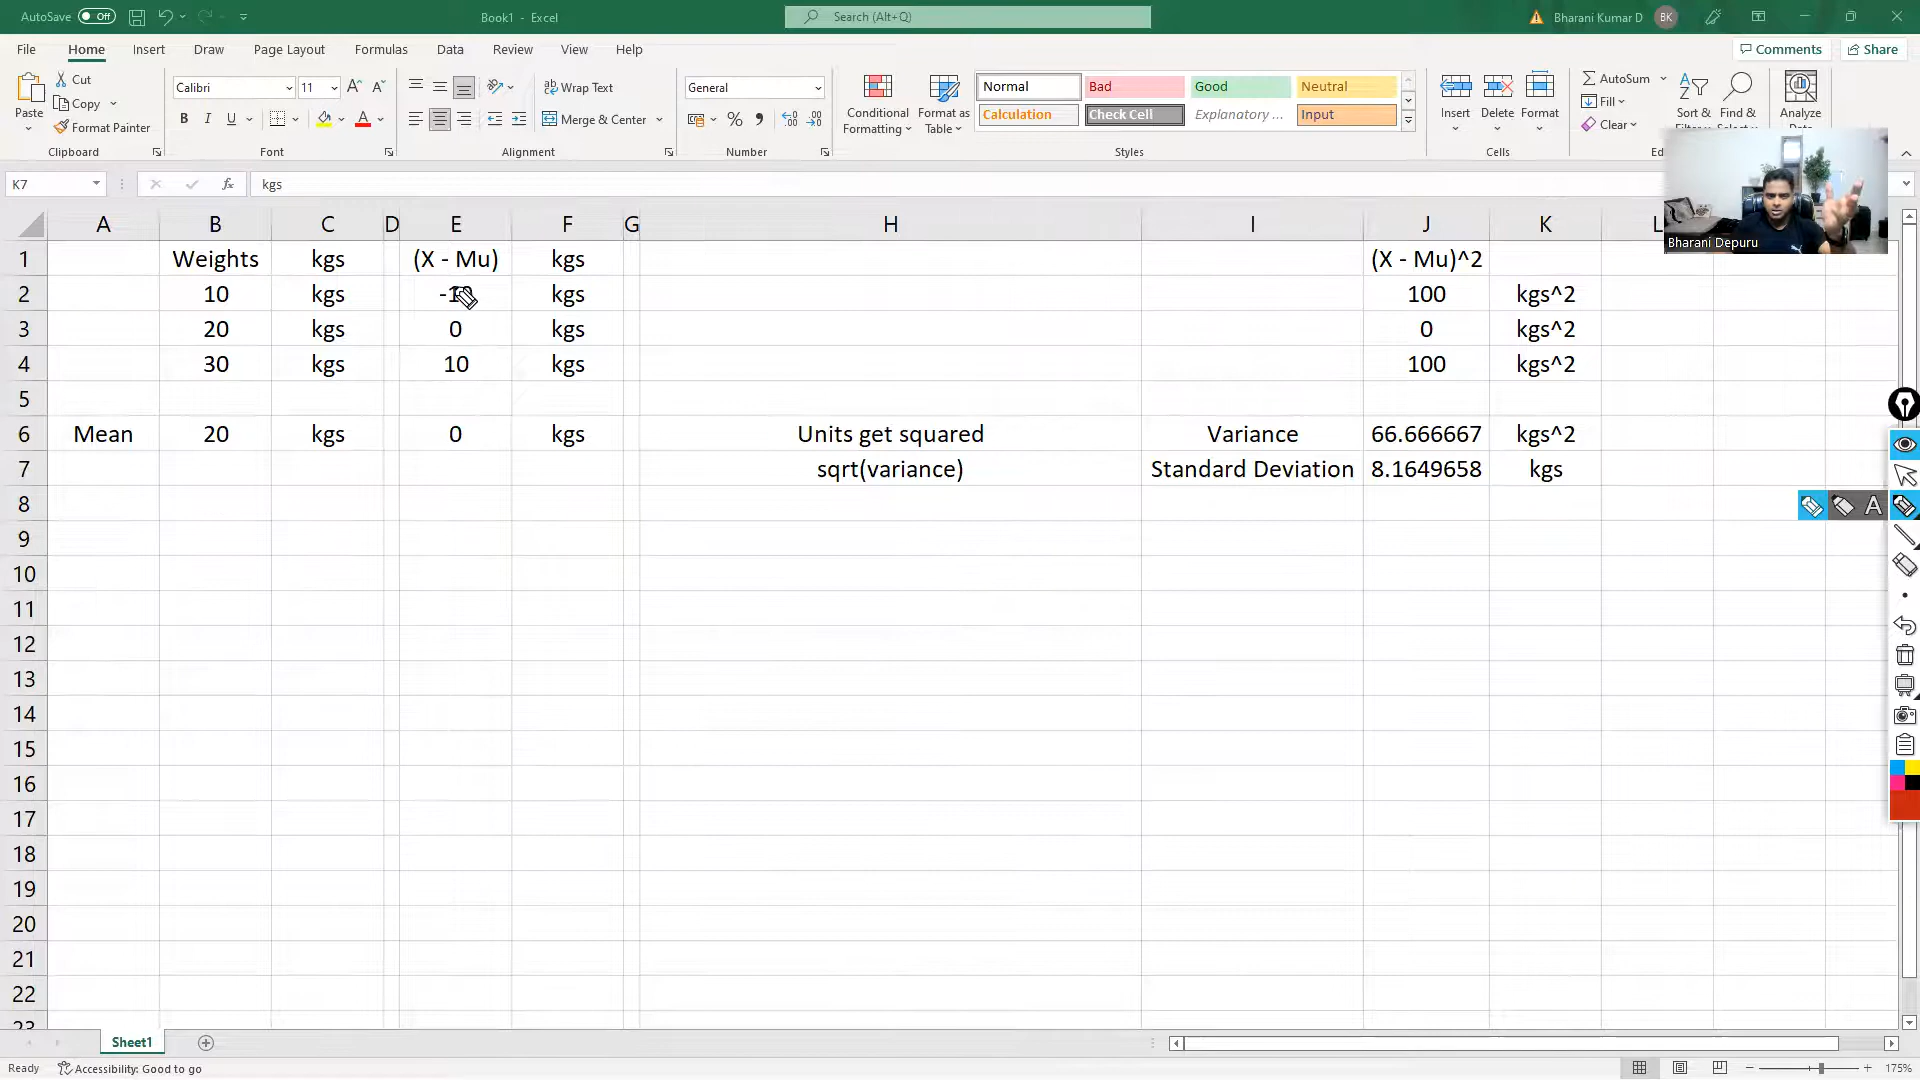 AutoSave Off Book1 - Excel Search (Alt+Q) Bharani Kumar D BK
File Home Insert Draw Page Layout Formulas Data Review View Help Comments Share
Paste Cut Copy Format Painter
Clipboard
Calibri 11
B I U A A
Font
Wrap Text
Merge & Center
Alignment
General
% 9
Number
Conditional Formatting
Format as Table
Normal Bad Good Neutral
Calculation Check Cell Explanatory ... Input
Styles
Insert Delete Format
Cells
AutoSum
Fill
Clear
Sort &
Find &
Analyze
Bharani Depuru
K7 fx kgs
A B C D E F G H I J K L
1 Weights kgs (X - Mu) kgs (X - Mu)^2
2 10 kgs -10 kgs 100 kgs^2
3 20 kgs 0 kgs 0 kgs^2
4 30 kgs 10 kgs 100 kgs^2
5
6 Mean 20 kgs 0 kgs Units get squared Variance 66.666667 kgs^2
7 sqrt(variance) Standard Deviation 8.1649658 kgs
8
9
10
11
12
13
14
15
16
17
18
19
20
21
22
Sheet1
Ready Accessibility: Good to go 175%